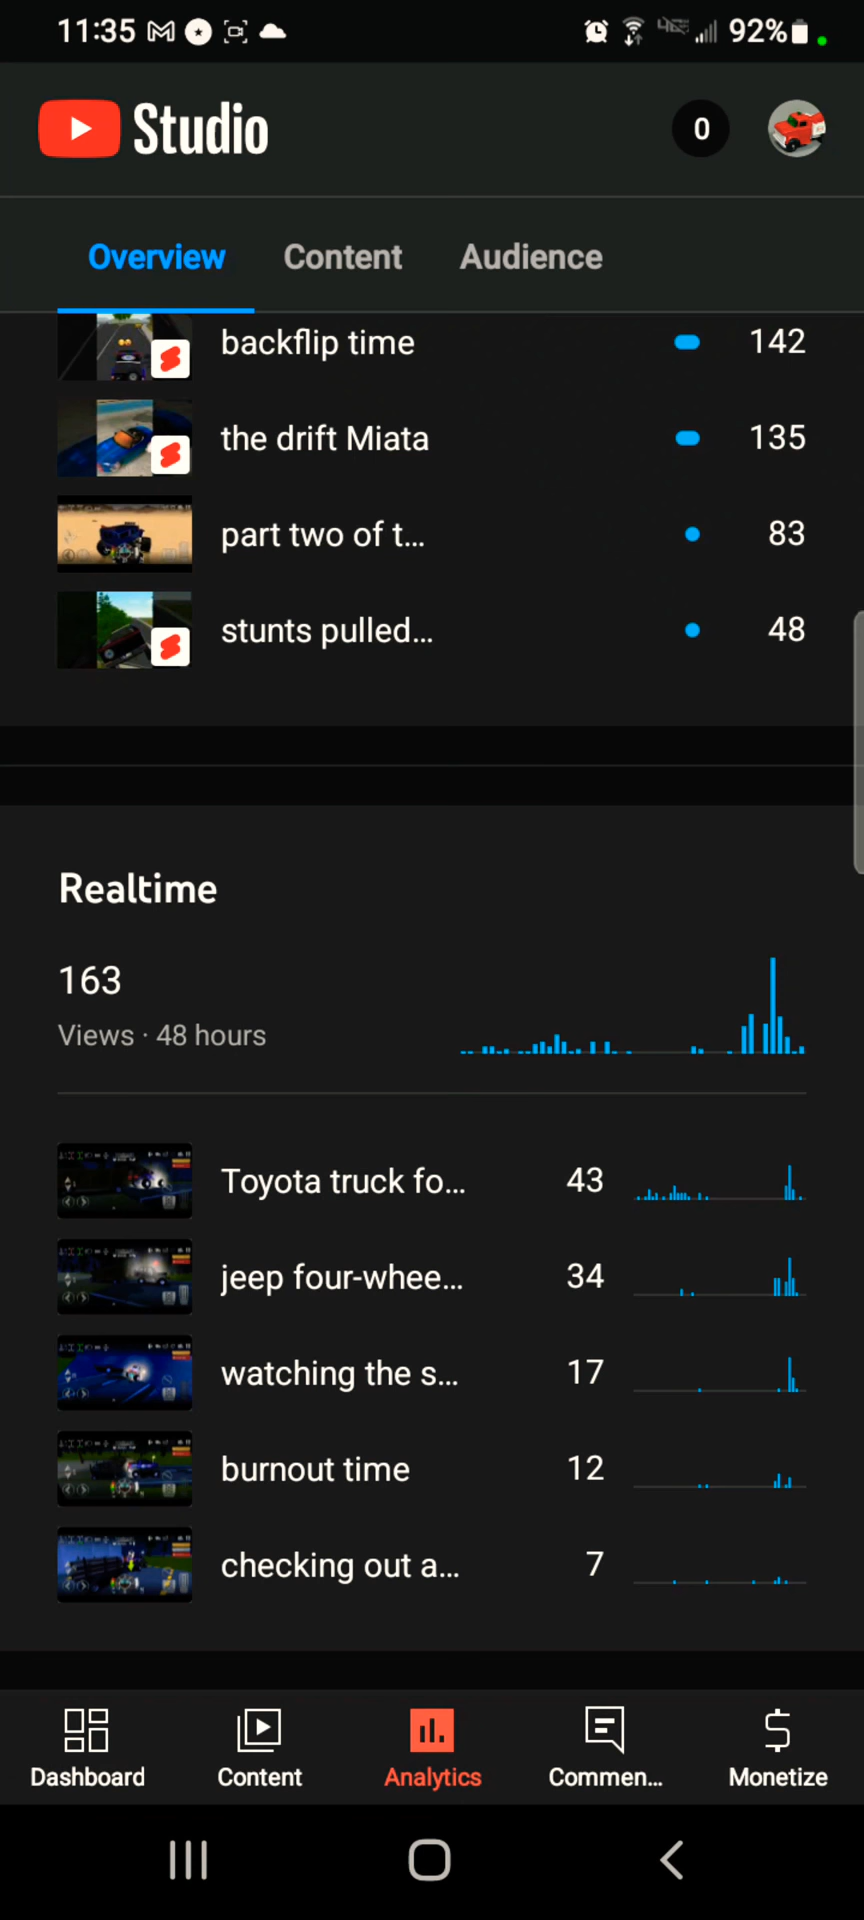 11:35 92%
Studio 0
Overview Content Audience
backflip time 142
the drift Miata 135
part two of t... 83
stunts pulled... 48
Realtime
163
Views · 48 hours
Toyota truck fo... 43
jeep four-whee... 34
watching the s... 17
burnout time 12
checking out a... 7
Dashboard Content Analytics Commen... Monetize